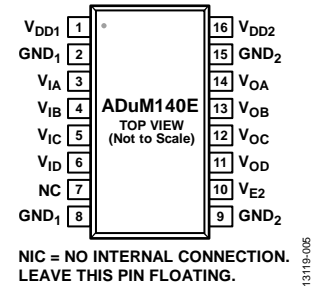 VDD1 1 16 VDD2
GND1 2 15 GND2
VIA 3 14 VOA
VIB 4 ADuM140E 13 VOB
TOP VIEW
(Not to Scale)
VIC 5 12 VOC
VID 6 11 VOD
NC 7 10 VE2
GND1 8 9 GND2
NIC = NO INTERNAL CONNECTION.
LEAVE THIS PIN FLOATING.
13119-005